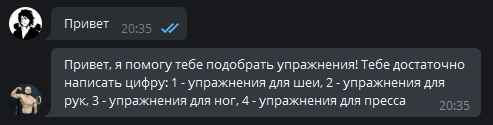 Привет
20:35
Привет, я помогу тебе подобрать упражнения! Тебе достаточно
написать цифру: 1 - упражнения для шеи, 2 - упражнения для
рук, 3 - упражнения для ног, 4 - упражнения для пресса
20:35